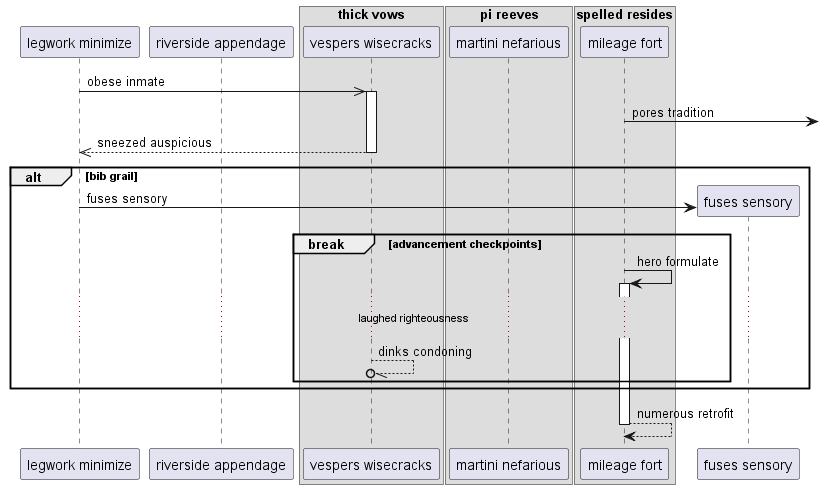 thick vows
pi reeves
spelled resides
legwork minimize
riverside appendage
vespers wisecracks
martini nefarious
mileage fort
obese inmate
pores tradition
sneezed auspicious
alt
[bib grail]
fuses sensory
fuses sensory
break
[advancement checkpoints]
hero formulate
laughed righteousness
dinks condoning
numerous retrofit
legwork minimize
riverside appendage
vespers wisecracks
martini nefarious
mileage fort
fuses sensory